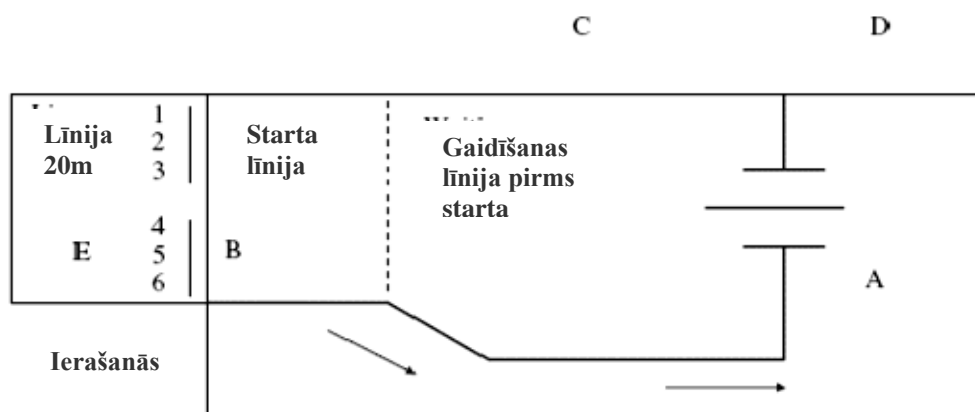 C
D
1
2
3
Līnija
20m
Starta
līnija
Gaidīšanas
līnija pirms
starta
4
5
6
E
B
A
Ierašanās